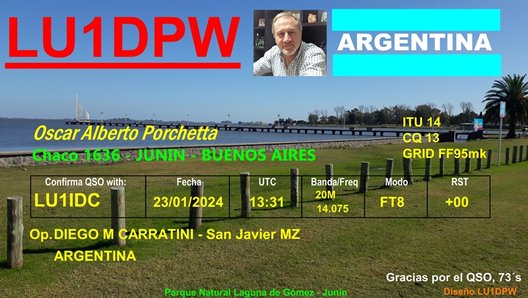 LU1DPW
ARGENTINA
Oscar Alberto Porchetta
Chaco 1636 - JUNIN - BUENOS AIRES
ITU 14
CQ 13
GRID FF95mk
Confirma QSO with: Fecha UTC Banda/Freq Modo RST
LU1IDC 23/01/2024 13:31 20M 14.075 FT8 +00
Op. DIEGO M CARRATINI - San Javier MZ
ARGENTINA
Gracias por el QSO, 73´s
Parque Natural Laguna de Gómez - Junin
Diseño LU1DPW